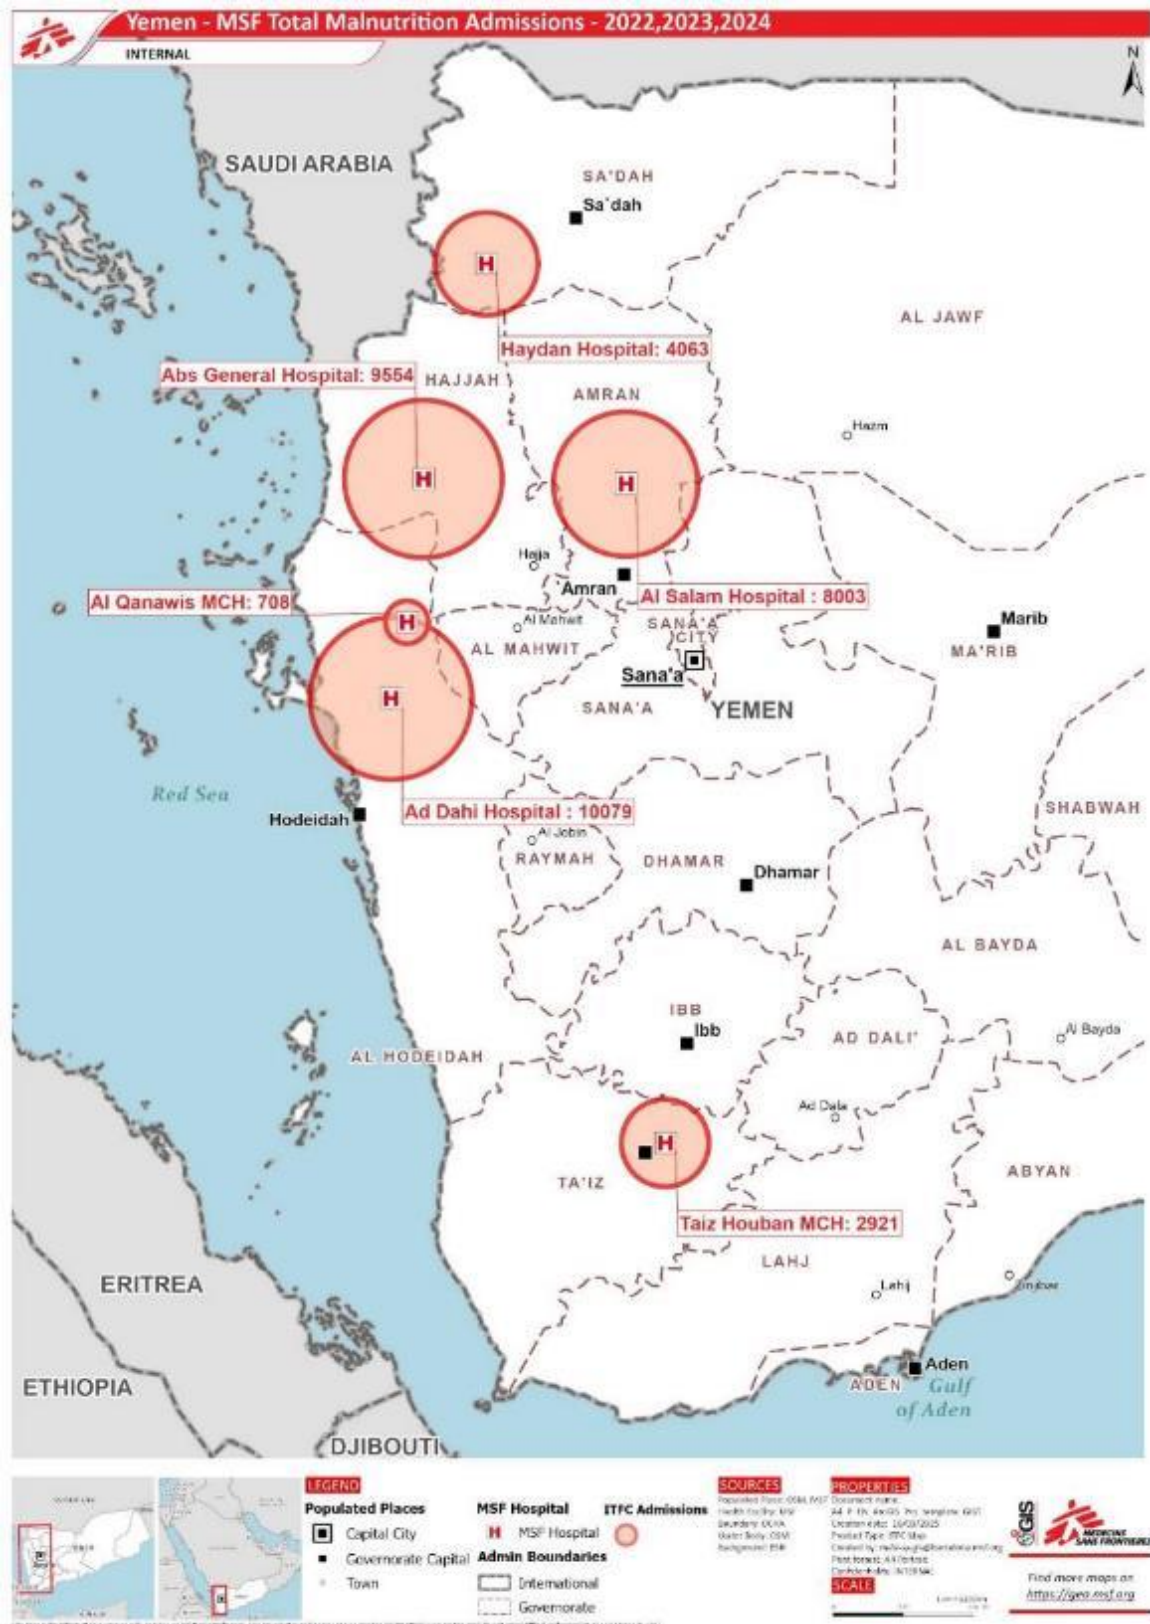 Yemen - MSF Total Malnutrition Admissions - 2022,2023,2024
INTERNAL
N
SAUDI ARABIA
SA'DAH
Sa`dah
AL JAWF
Haydan Hospital: 4063
Abs General Hospital: 9554
HAJJAH
AMRAN
Hazm
Hajja
`Amran
Al Qanawis MCH: 708
Al Salam Hospital : 8003
Al Mahwit
SANA'A
CITY
Marib
AL MAHWIT
MA'RIB
Sana'a
SANA'A
YEMEN
Red Sea
SHABWAH
Ad Dahi Hospital : 10079
Hodeidah
Al Jobin
RAYMAH
DHAMAR
Dhamar
AL BAYDA
IBB
Ibb
AD DALI'
Al Bayda
AL HODEIDAH
Ad Dala
TA'IZ
ABYAN
Taiz Houban MCH: 2921
LAHJ
ERITREA
Lahij
Aden
ETHIOPIA
ADEN
Gulf
of Aden
DJIBOUTI
LEGEND
Populated Places
Capital City
Governorate Capital
Town
MSF Hospital
MSF Hospital
Admin Boundaries
International
Governorate
ITFC Admissions
SOURCES
PROPERTIES
SCALE
GIS
MEDECINS
SANS FRONTIERES
Find more maps on
https://geo.msf.org